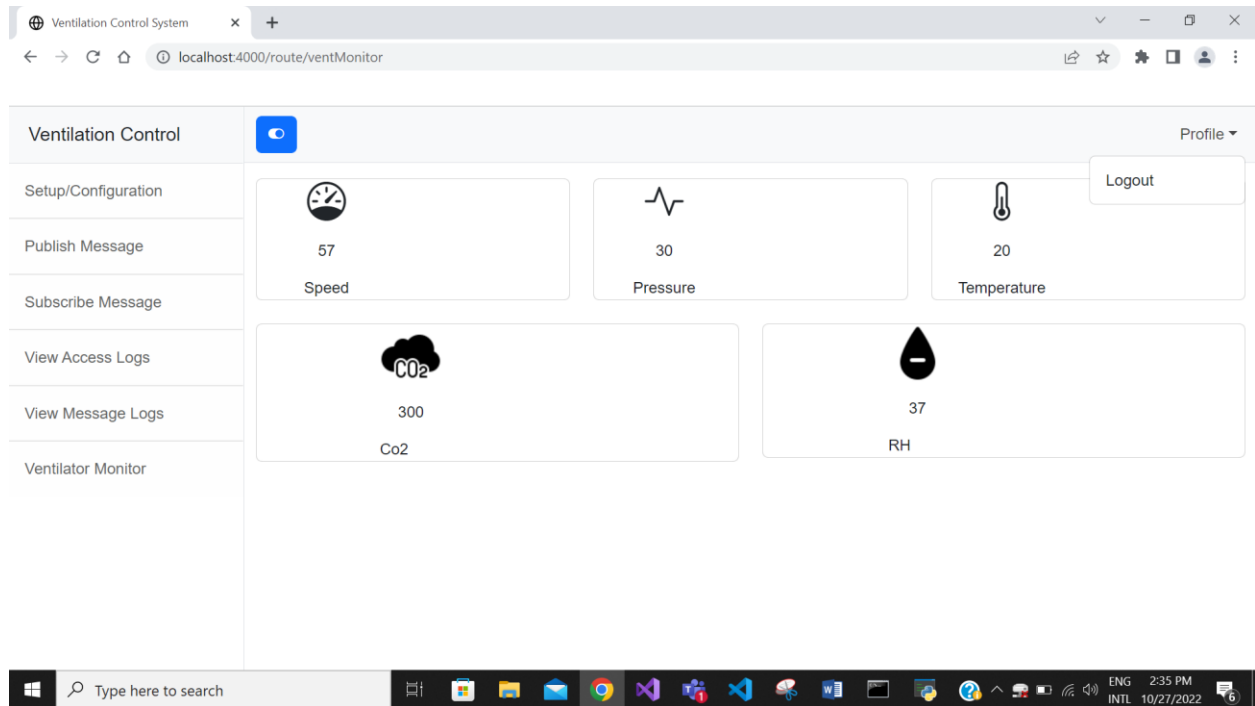 Ventilation Control System
localhost:4000/route/ventMonitor
Ventilation Control
Profile
Setup/Configuration
Logout
Publish Message
57
30
20
Speed
Pressure
Temperature
Subscribe Message
View Access Logs
CO2
View Message Logs
300
37
Co2
RH
Ventilator Monitor
Type here to search
ENG
INTL
2:35 PM
10/27/2022
1
6